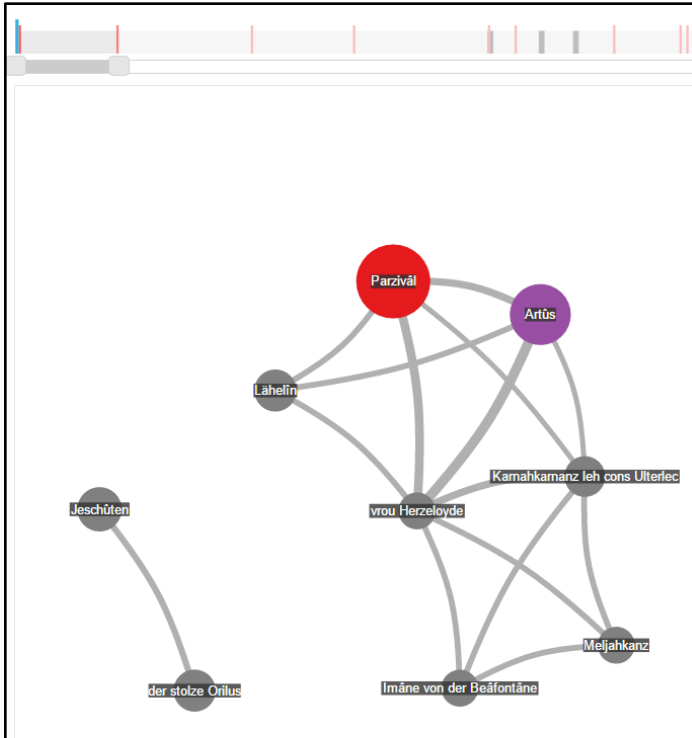 Parzivâl
Artûs
Lähelîn
Karnahkarnanz leh cons Ulterlec
Jeschûten
vrou Herzeloyde
Meljahkanz
Imâne von der Beâfontâne
der stolze Orilus